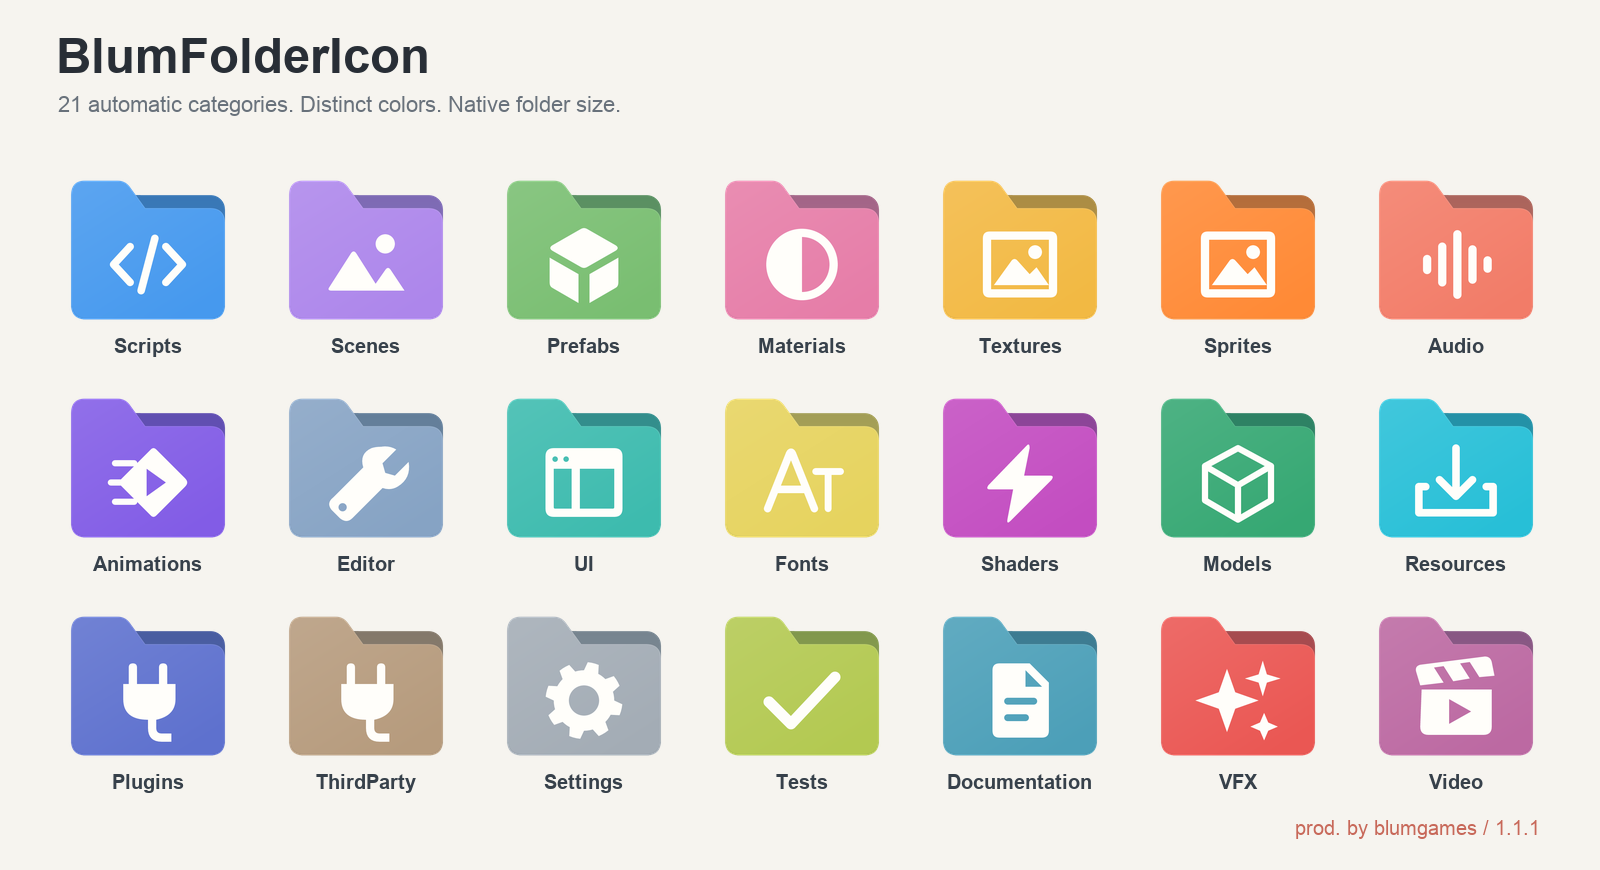 BlumFolderIcon
21 automatic categories. Distinct colors. Native folder size.
Scripts
Scenes
Prefabs
Materials
Textures
Sprites
Audio
Animations
Editor
UI
Fonts
Shaders
Models
Resources
Plugins
ThirdParty
Settings
Tests
Documentation
VFX
Video
prod. by blumgames / 1.1.1